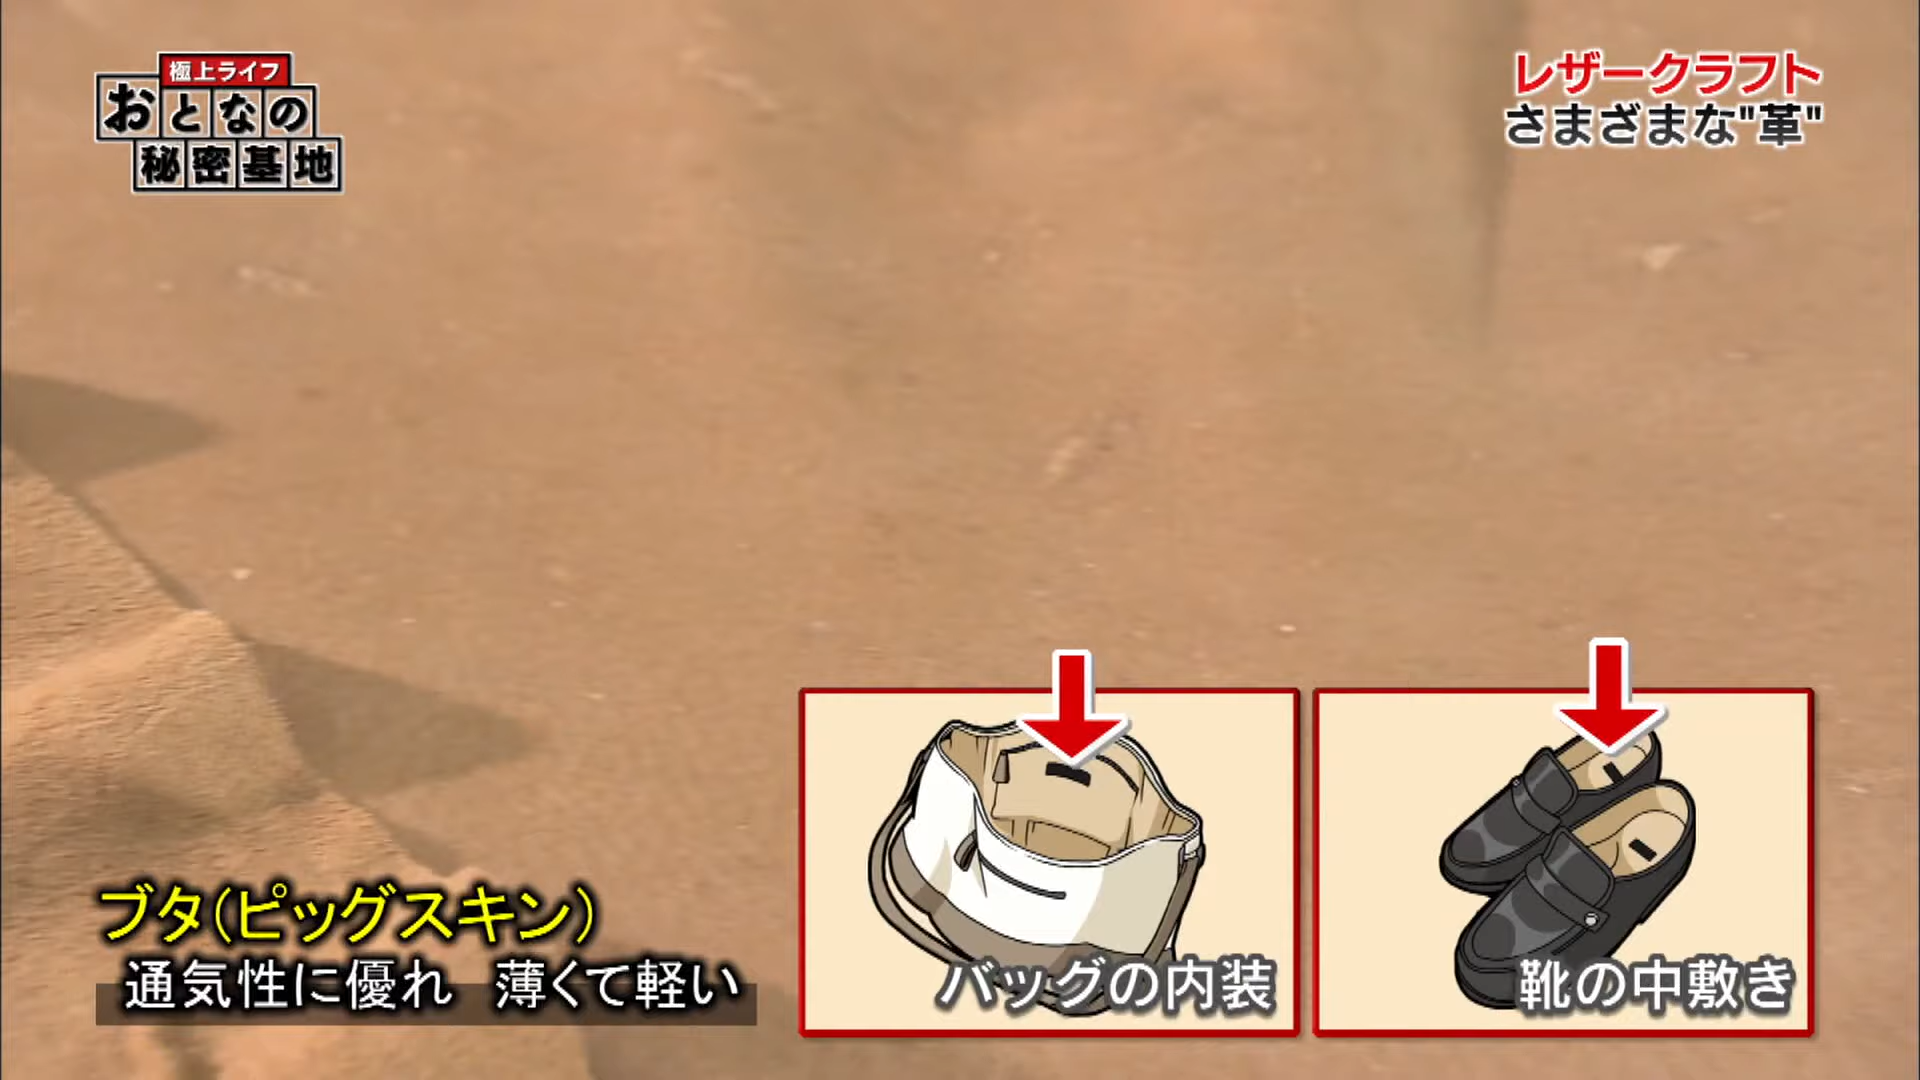 極上ライフ
おとなの
秘密基地
レザークラフト
さまざまな"革"
ブタ(ピッグスキン)
通気性に優れ　薄くて軽い
バッグの内装
靴の中敷き